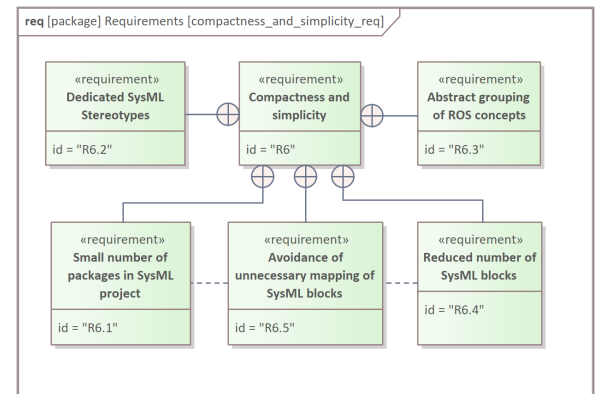 req [package] Requirements [compactness_and_simplicity_req]
«requirement»
Dedicated SysML
Stereotypes
id = "R6.2"
«requirement»
Compactness and
simplicity
id = "R6"
«requirement»
Abstract grouping
of ROS concepts
id = "R6.3"
«requirement»
Small number of
packages in SysML
project
id = "R6.1"
«requirement»
Avoidance of
unnecessary mapping of
SysML blocks
id = "R6.5"
«requirement»
Reduced number of
SysML blocks
id = "R6.4"